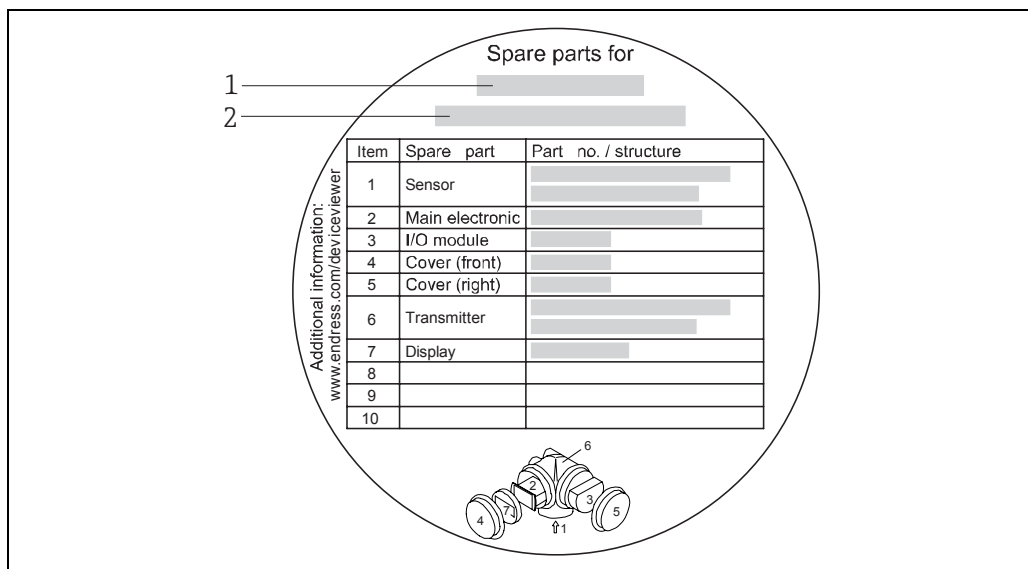 Spare parts for
1
2
Item Spare part Part no. / structure
1 Sensor
2 Main electronic
3 I/O module
4 Cover (front)
5 Cover (right)
6 Transmitter
7 Display
8
9
10
Additional information:
www.endress.com/deviceviewer
6
2
3
7
4
5
1